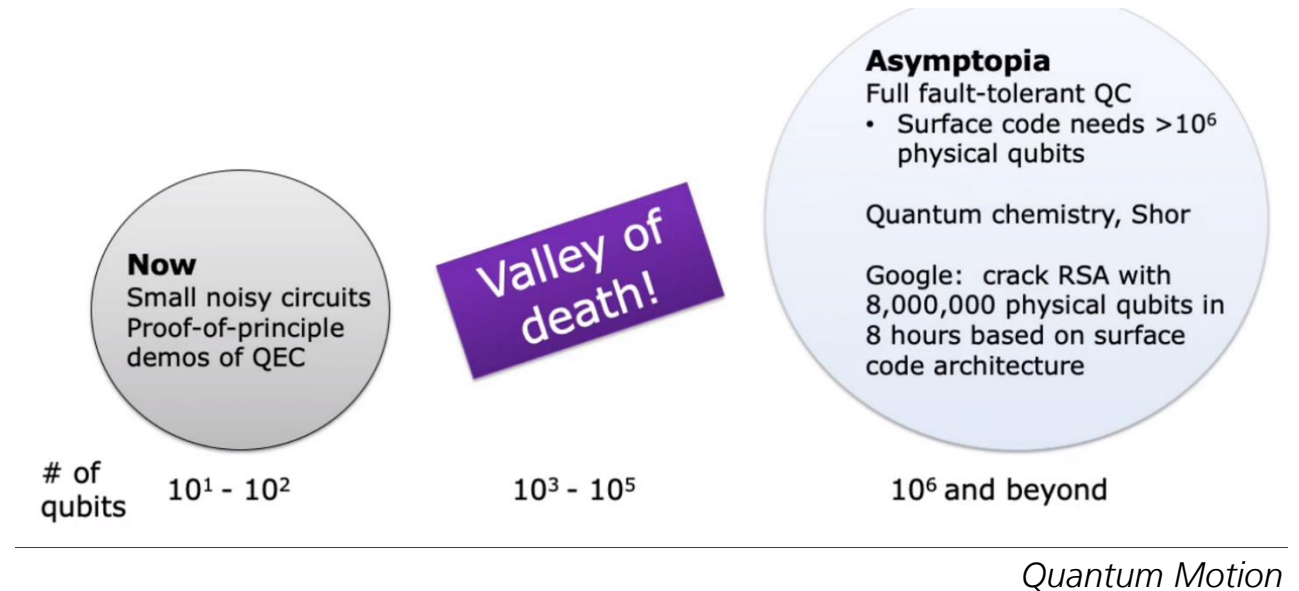 Now
Small noisy circuits
Proof-of-principle
demos of QEC
Valley of
death!
Asymptopia
Full fault-tolerant QC
• Surface code needs >10⁶
physical qubits
Quantum chemistry, Shor
Google: crack RSA with
8,000,000 physical qubits in
8 hours based on surface
code architecture
# of
qubits
10¹ - 10²
10³ - 10⁵
10⁶ and beyond
Quantum Motion